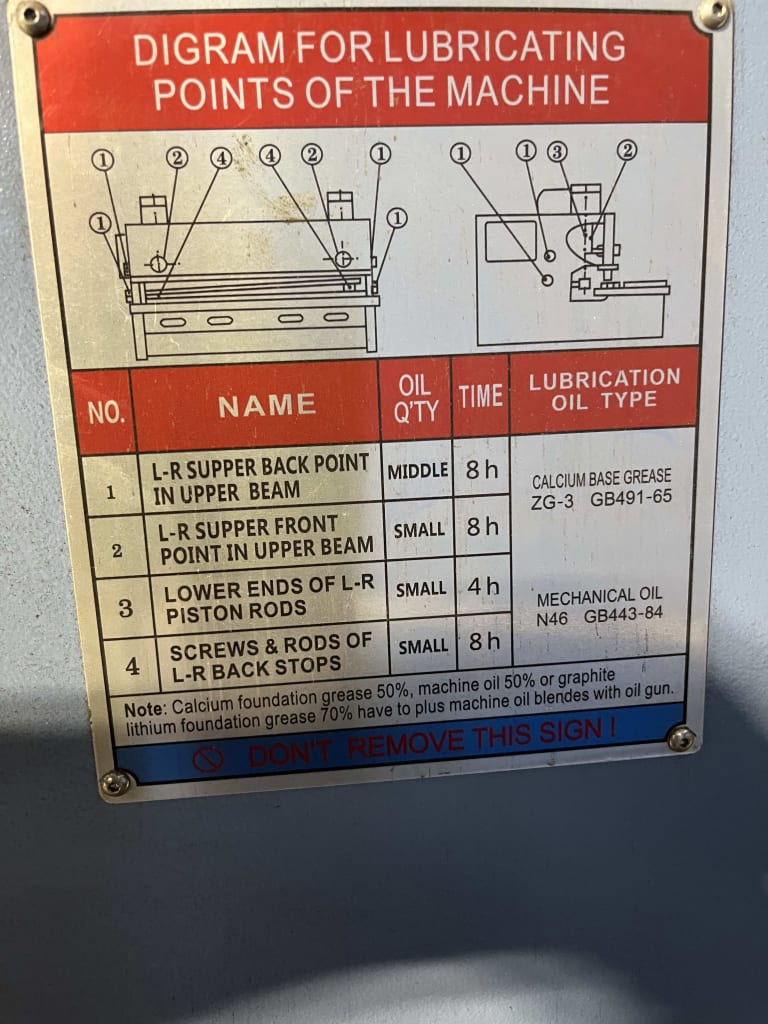 DIGRAM FOR LUBRICATING
POINTS OF THE MACHINE
① ② ④ ④ ② ① ① ① ③ ②
① ①
NO. NAME OIL Q'TY TIME LUBRICATION OIL TYPE
1 L-R SUPPER BACK POINT IN UPPER BEAM MIDDLE 8h
2 L-R SUPPER FRONT POINT IN UPPER BEAM SMALL 8h
3 LOWER ENDS OF L-R PISTON RODS SMALL 4h
4 SCREWS & RODS OF L-R BACK STOPS SMALL 8h
CALCIUM BASE GREASE
ZG-3 GB491-65
MECHANICAL OIL
N46 GB443-84
Note: Calcium foundation grease 50%, machine oil 50% or graphite
lithium foundation grease 70% have to plus machine oil blendes with oil gun.
DON'T REMOVE THIS SIGN !